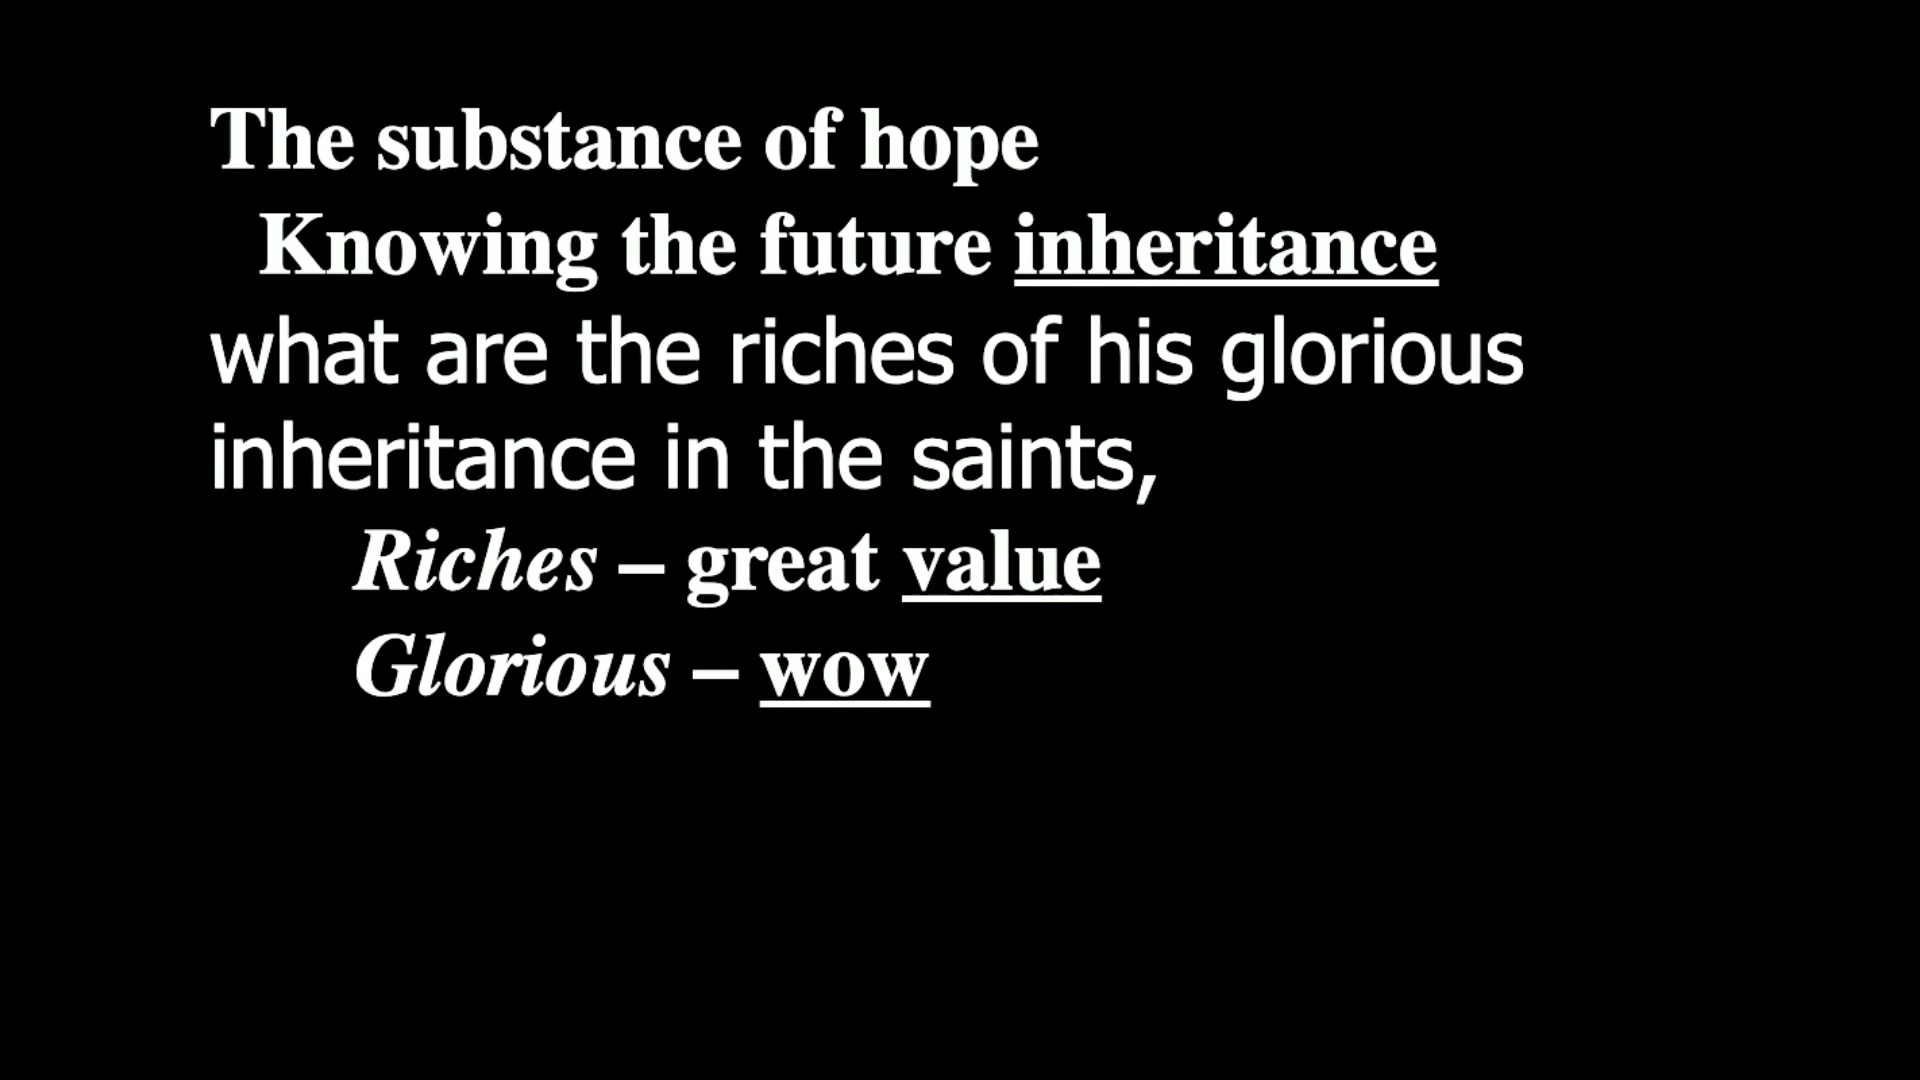 The substance of hope
Knowing the future inheritance
what are the riches of his glorious
inheritance in the saints,
Riches – great value
Glorious – wow